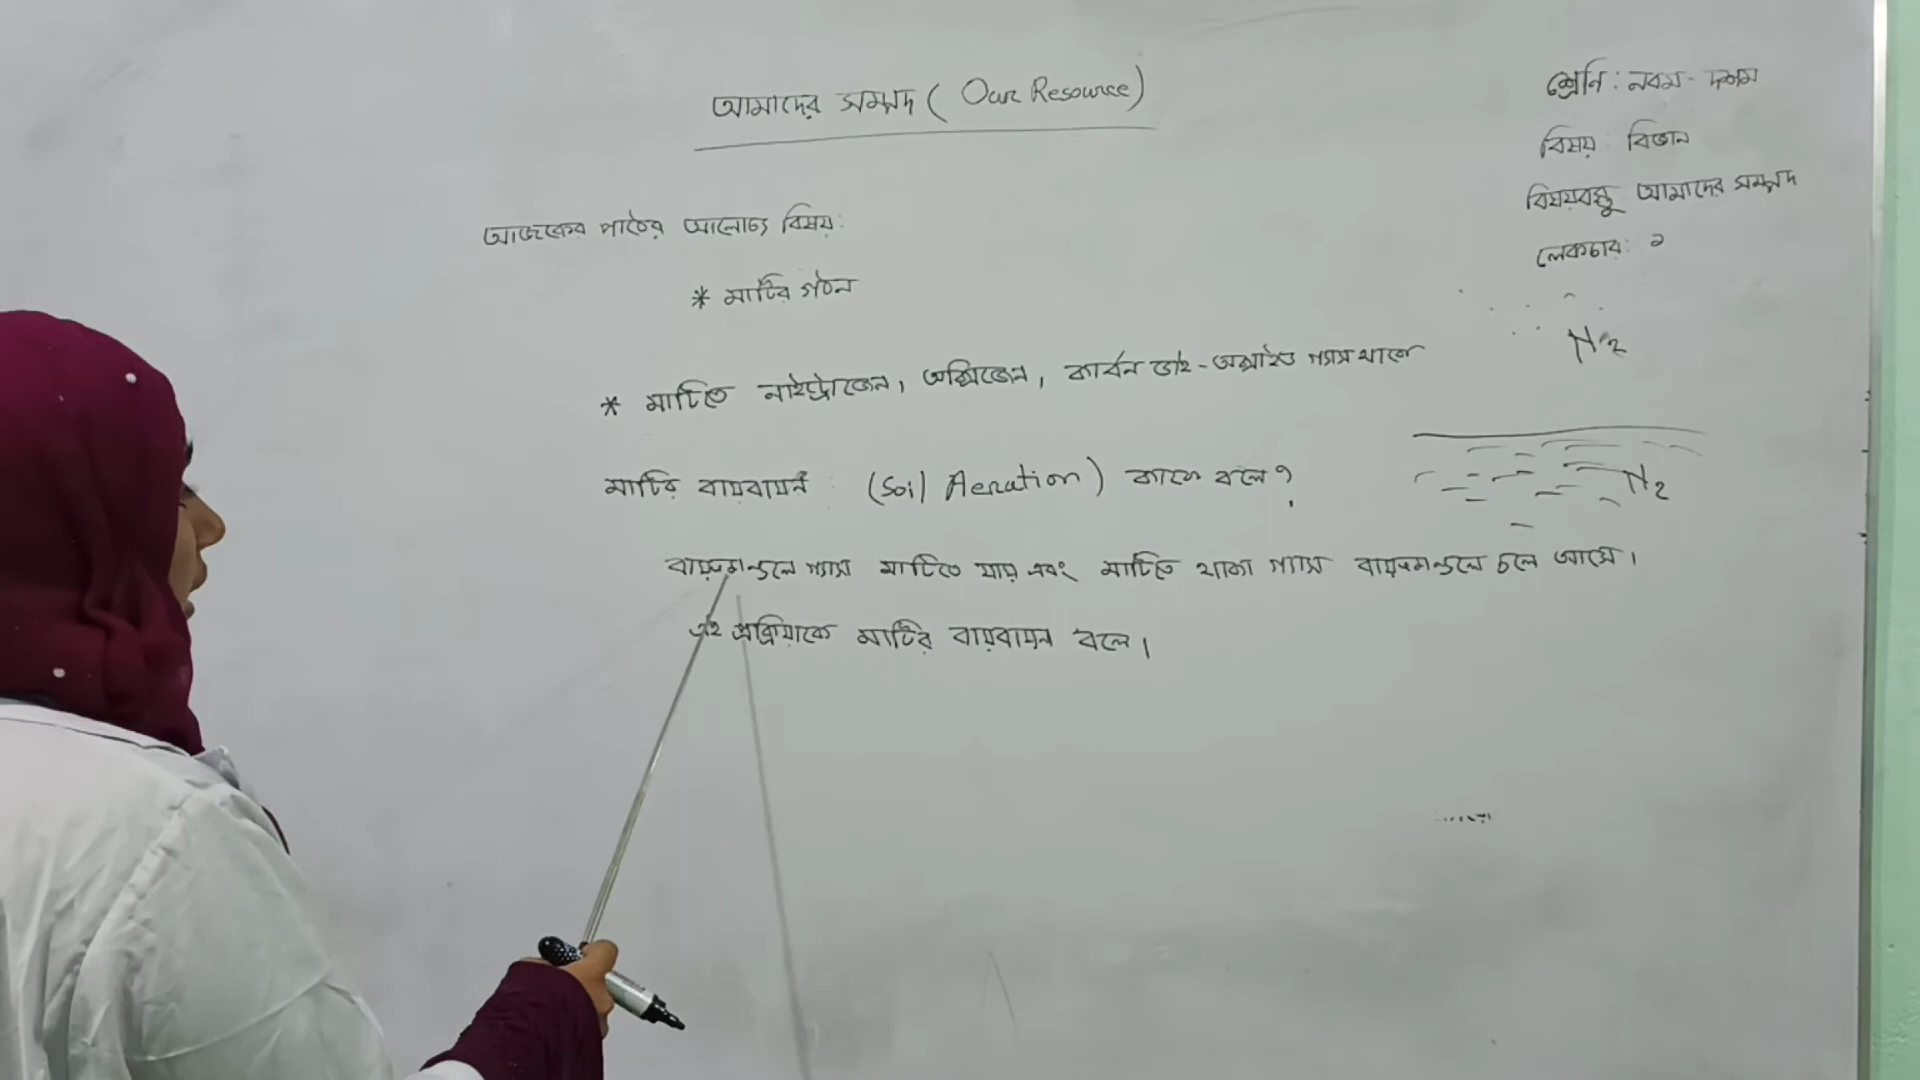 আমাদের সম্পদ ( Our Resource)
শ্রেণি : নবম - দশম
বিষয় : বিজ্ঞান
বিষয়বস্তু আমাদের সম্পদ
লেকচার : ১
আজকের পাঠের আলোচ্য বিষয় :
* মাটির গঠন
N2
* মাটিতে নাইট্রোজেন, অক্সিজেন, কার্বন ডাই-অক্সাইড গ্যাস থাকে
মাটির বায়বায়ন : (Soil Aeration) কাকে বলে ?
N2
বায়ুমন্ডলে গ্যাস মাটিতে যায় এবং মাটিতে থাকা গ্যাস বায়ুমন্ডলে চলে আসে ।
এই প্রক্রিয়াকে মাটির বায়বায়ন বলে ।